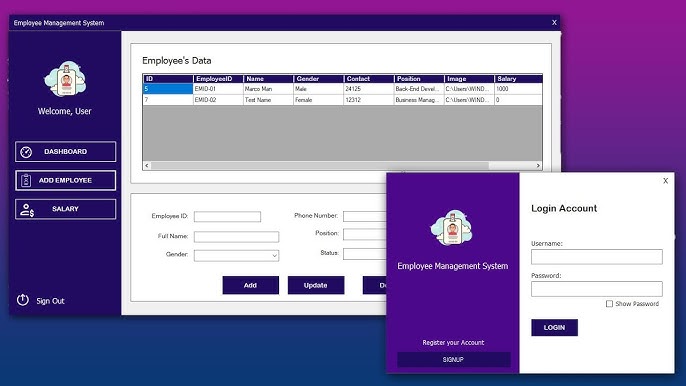 Employee Management System X
Welcome, User
DASHBOARD
ADD EMPLOYEE
SALARY
Sign Out
Employee's Data
ID EmployeeID Name Gender Contact Position Image Salary
5 EMID-01 Marco Man Male 24125 Back-End Devel... C:\Users\WIND... 1000
7 EMID-02 Test Name Female 12312 Business Manag... C:\Users\WIND... 0
Employee ID:
Full Name:
Gender:
Phone Number:
Position:
Status:
Add Update
X
Employee Management System
Register your Account
SIGNUP
Login Account
Username:
Password:
Show Password
LOGIN